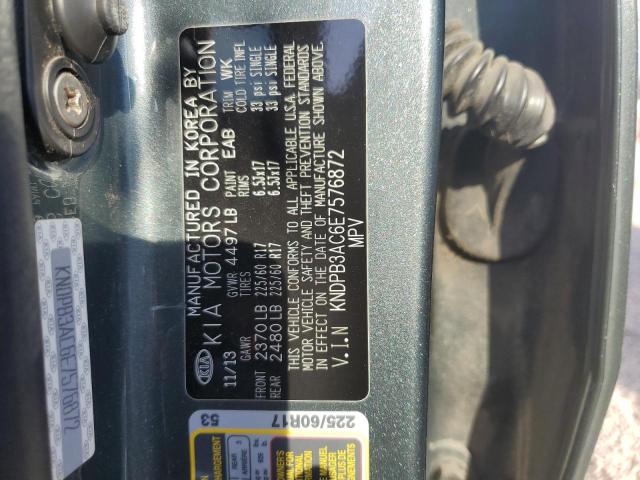 MANUFACTURED IN KOREA BY
KIA KIA MOTORS CORPORATION
11/13 GVWR 4497 LB PAINT EAB TRIM WK
GAWR TIRES RIMS COLD TIRE INFL
FRONT 2370 LB 225/60 R17 6.5Jx17 33 psi SINGLE
REAR 2480 LB 225/60 R17 6.5Jx17 33 psi SINGLE
THIS VEHICLE CONFORMS TO ALL APPLICABLE U.S.A. FEDERAL
MOTOR VEHICLE SAFETY AND THEFT PREVENTION STANDARDS
IN EFFECT ON THE DATE OF MANUFACTURE SHOWN ABOVE.
V.I.N KNDPB3AC6E7576872
MPV
KNDPB3AC6E7576872
53
225/60R17
REAR